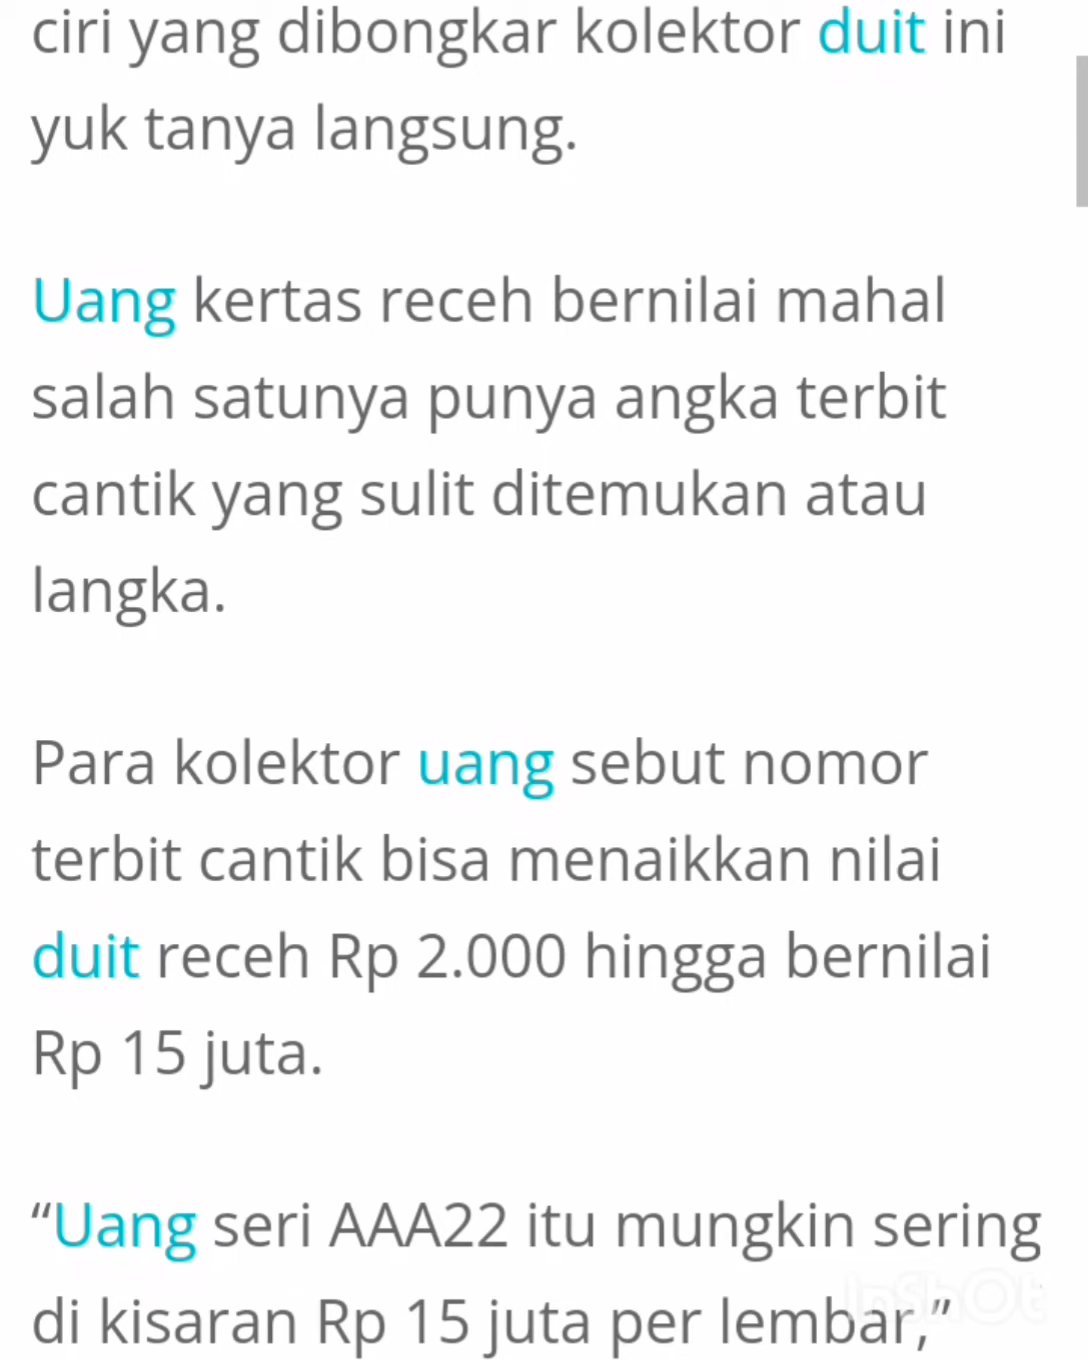 ciri yang dibongkar kolektor duit ini
yuk tanya langsung.
Uang kertas receh bernilai mahal
salah satunya punya angka terbit
cantik yang sulit ditemukan atau
langka.
Para kolektor uang sebut nomor
terbit cantik bisa menaikkan nilai
duit receh Rp 2.000 hingga bernilai
Rp 15 juta.
“Uang seri AAA22 itu mungkin sering
di kisaran Rp 15 juta per lembar,”
InShOt